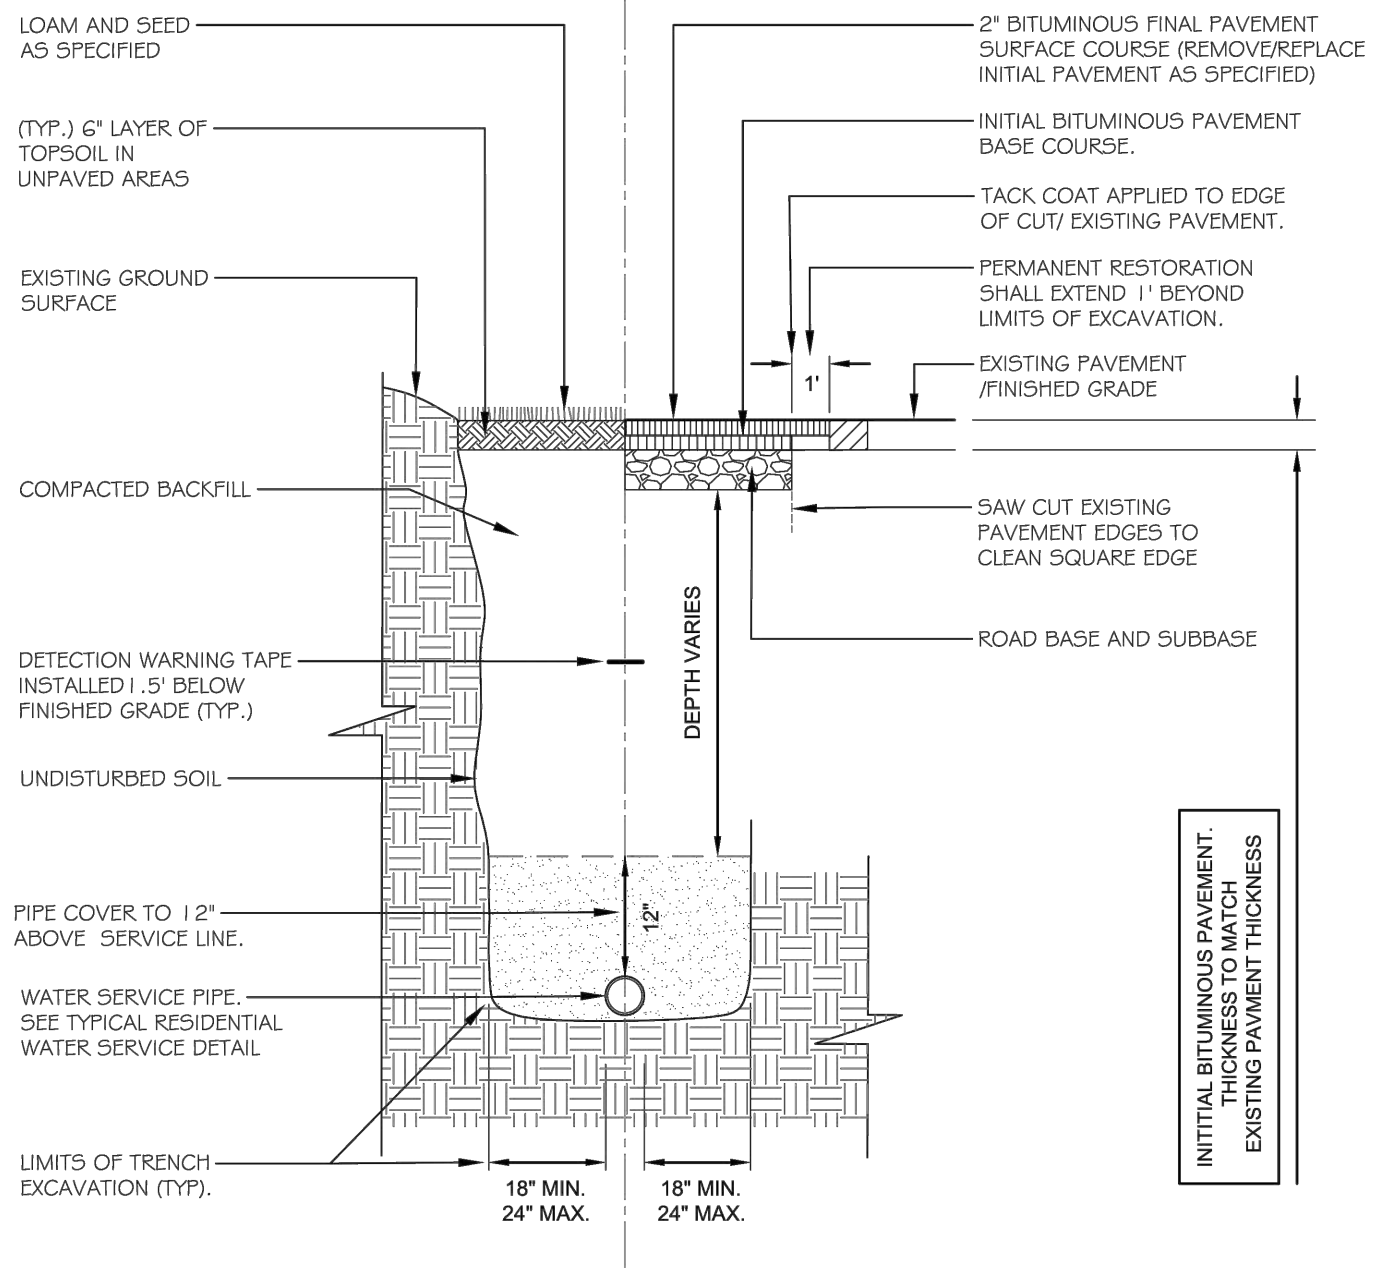 LOAM AND SEED
AS SPECIFIED
(TYP.) 6" LAYER OF
TOPSOIL IN
UNPAVED AREAS
EXISTING GROUND
SURFACE
COMPACTED BACKFILL
DETECTION WARNING TAPE
INSTALLED 1.5' BELOW
FINISHED GRADE (TYP.)
UNDISTURBED SOIL
PIPE COVER TO 12"
ABOVE SERVICE LINE.
WATER SERVICE PIPE.
SEE TYPICAL RESIDENTIAL
WATER SERVICE DETAIL
LIMITS OF TRENCH
EXCAVATION (TYP).
2" BITUMINOUS FINAL PAVEMENT
SURFACE COURSE (REMOVE/REPLACE
INITIAL PAVEMENT AS SPECIFIED)
INITIAL BITUMINOUS PAVEMENT
BASE COURSE.
TACK COAT APPLIED TO EDGE
OF CUT/ EXISTING PAVEMENT.
PERMANENT RESTORATION
SHALL EXTEND 1' BEYOND
LIMITS OF EXCAVATION.
EXISTING PAVEMENT
/FINISHED GRADE
1'
SAW CUT EXISTING
PAVEMENT EDGES TO
CLEAN SQUARE EDGE
ROAD BASE AND SUBBASE
DEPTH VARIES
12"
18" MIN.
24" MAX.
18" MIN.
24" MAX.
INITITIAL BITUMINOUS PAVEMENT.
THICKNESS TO MATCH
EXISTING PAVMENT THICKNESS